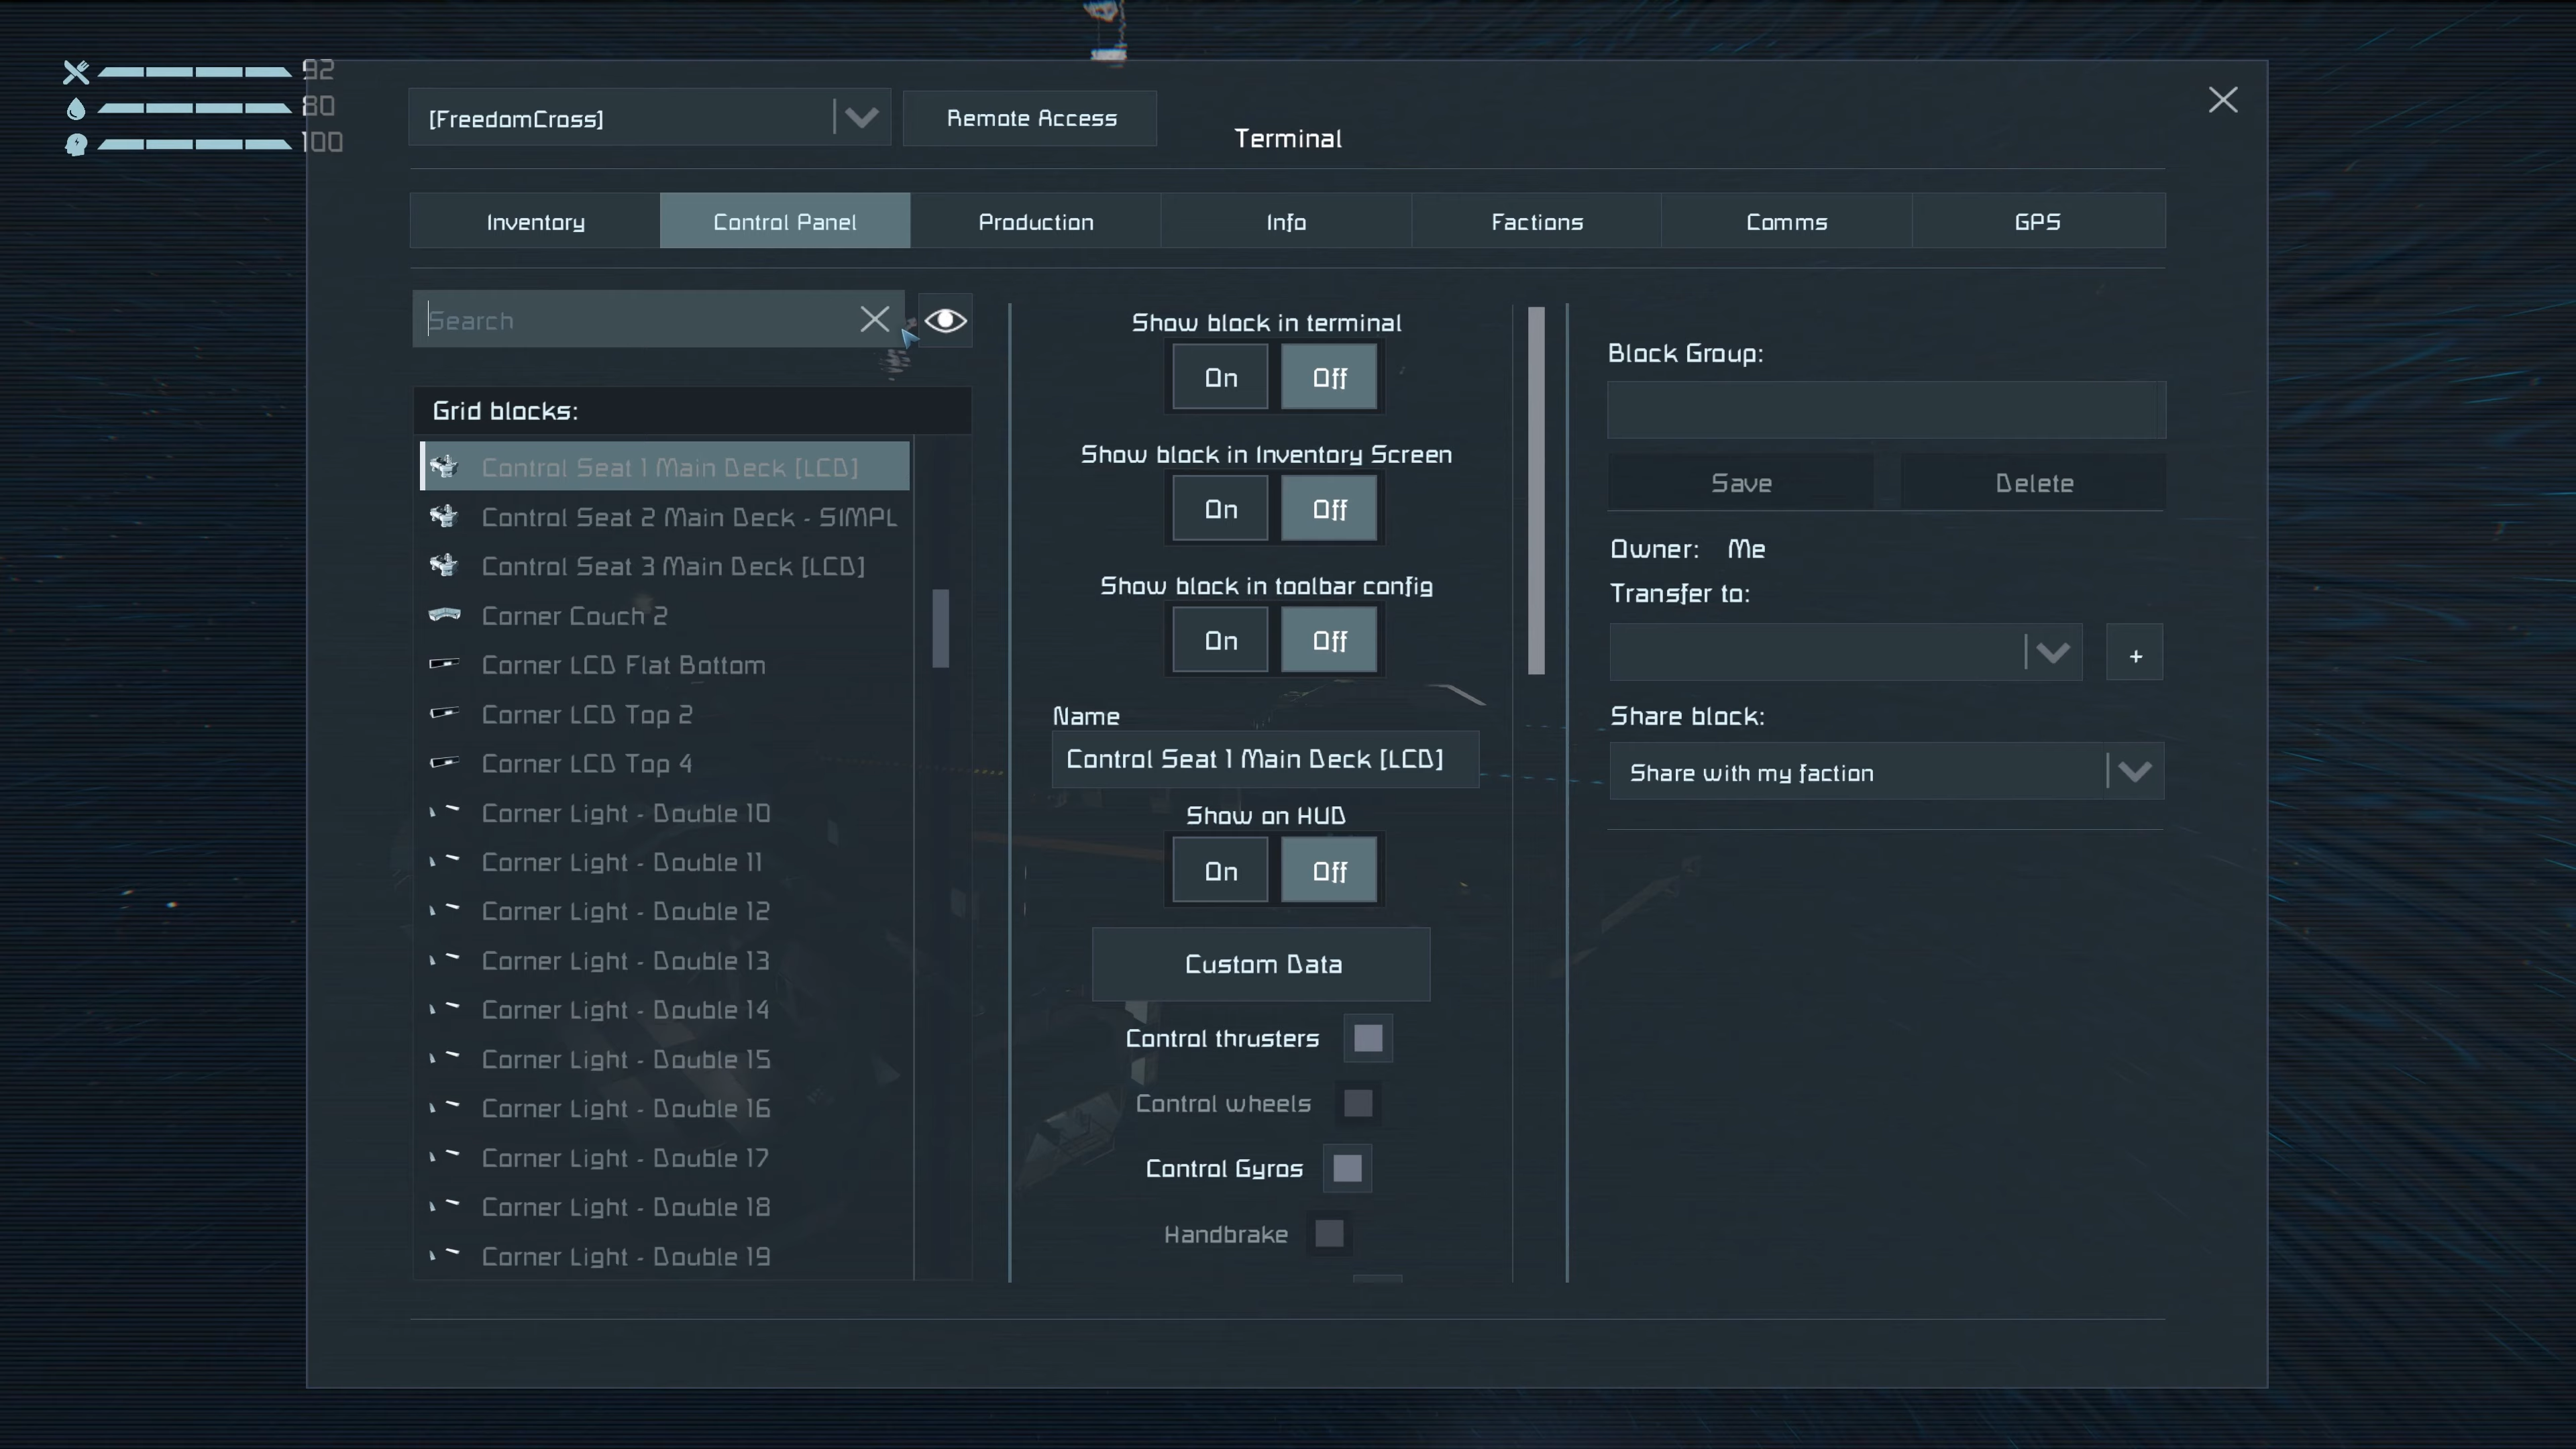 92
80
100
[FreedomCross]
Remote Access
Terminal
Inventory
Control Panel
Production
Info
Factions
Comms
GPS
Search
Grid blocks:
Control Seat 1 Main Deck [LCD]
Control Seat 2 Main Deck - SIMPL
Control Seat 3 Main Deck [LCD]
Corner Couch 2
Corner LCD Flat Bottom
Corner LCD Top 2
Corner LCD Top 4
Corner Light - Double 10
Corner Light - Double 11
Corner Light - Double 12
Corner Light - Double 13
Corner Light - Double 14
Corner Light - Double 15
Corner Light - Double 16
Corner Light - Double 17
Corner Light - Double 18
Corner Light - Double 19
Show block in terminal
On Off
Show block in Inventory Screen
On Off
Show block in toolbar config
On Off
Name
Control Seat 1 Main Deck [LCD]
Show on HUD
On Off
Custom Data
Control thrusters
Control wheels
Control Gyros
Handbrake
Block Group:
Save
Delete
Owner: Me
Transfer to:
+
Share block:
Share with my faction